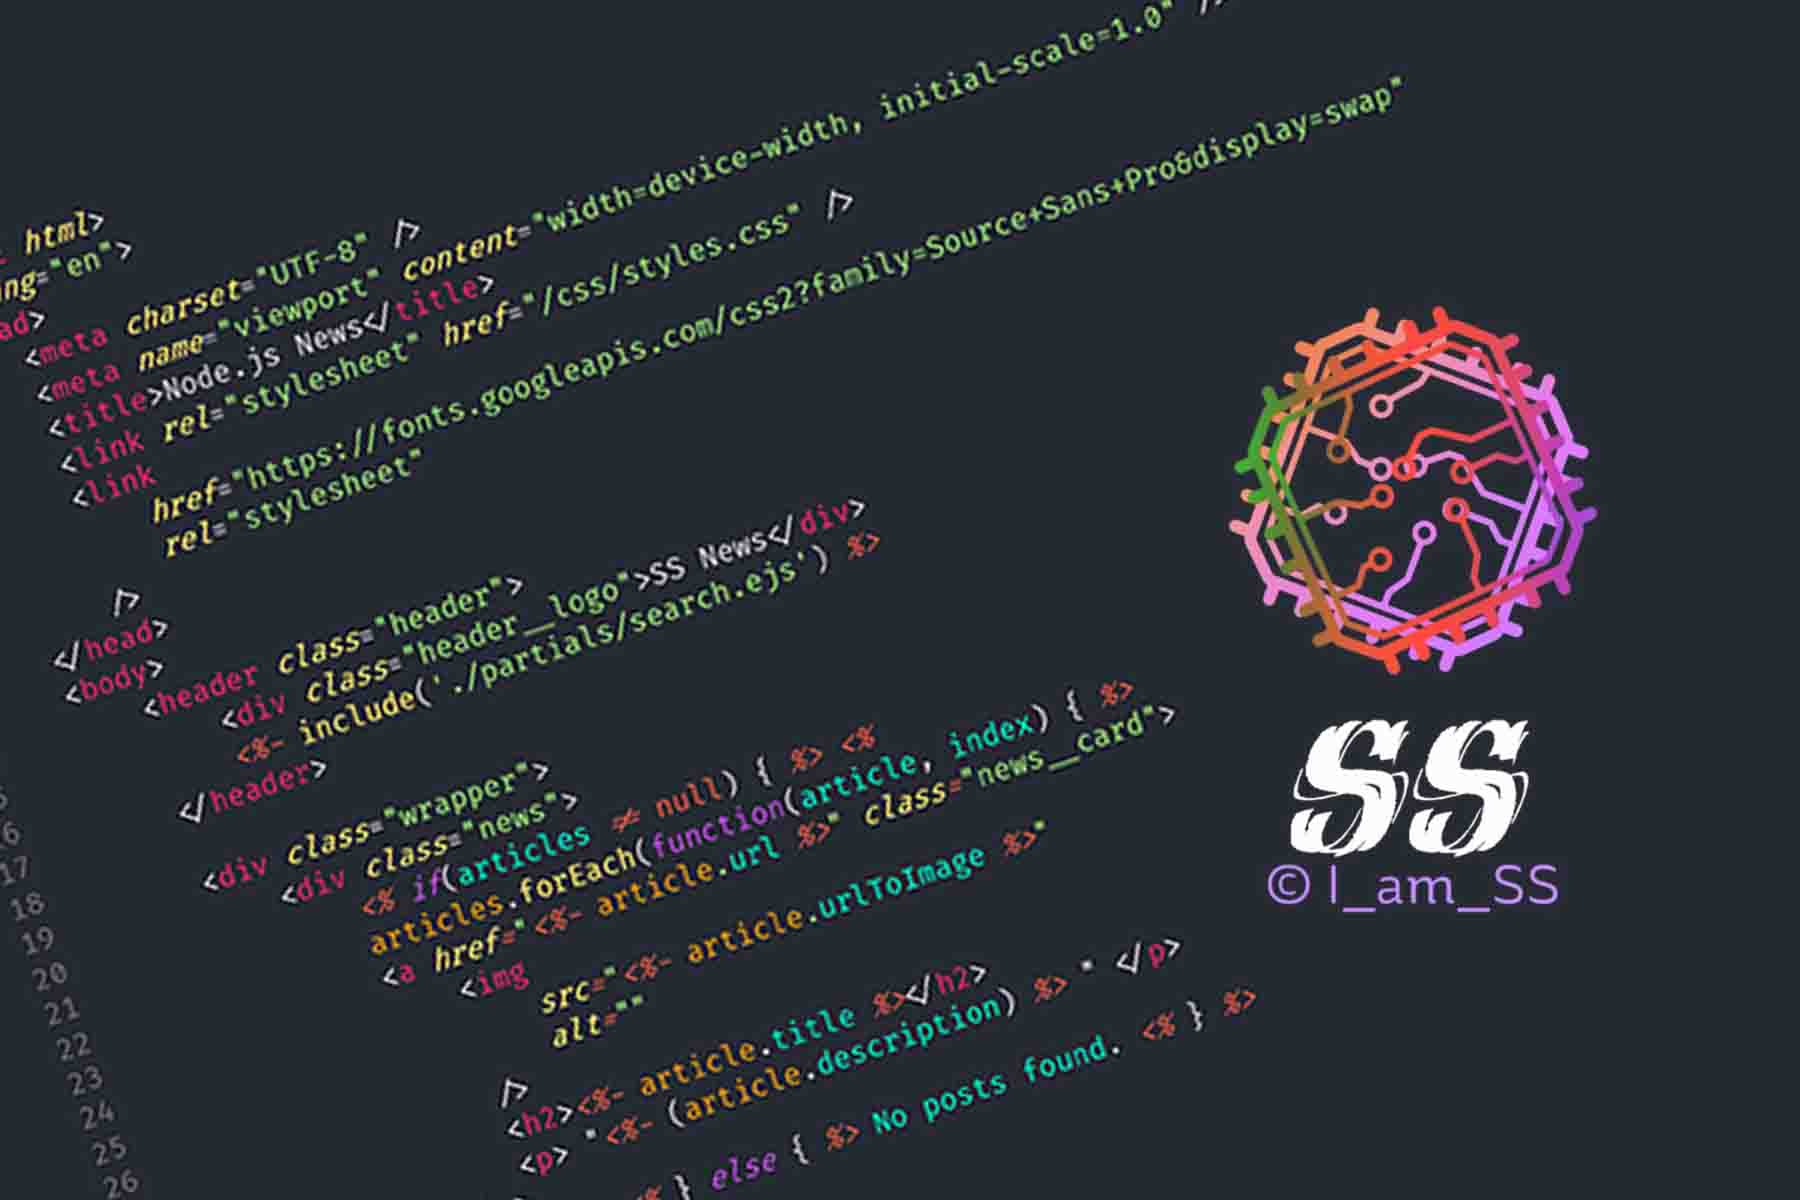 html>
ng="en">
ad>
<meta charset="UTF-8" />
<meta name="viewport" content="width=device-width, initial-scale=1.0" />
<title>Node.js News</title>
<link rel="stylesheet" href="/css/styles.css" />
<link
href="https://fonts.googleapis.com/css2?family=Source+Sans+Pro&display=swap"
rel="stylesheet"
/>
</head>
<body>
<header class="header">
<div class="header__logo">SS News</div>
<%- include('./partials/search.ejs') %>
</header>
<div class="wrapper">
<div class="news">
<% if(articles ≠ null) { %> <%
articles.forEach(function(article, index) { %>
<a href="<%- article.url %>" class="news__card">
<img
src="<%- article.urlToImage %>"
alt=""
/>
<h2><%- article.title %></h2>
<p> "<%- (article.description) %> " </p>
} else { %> No posts found. <% } %>
17
18
19
20
21
22
23
24
25
26
SS
© I_am_SS